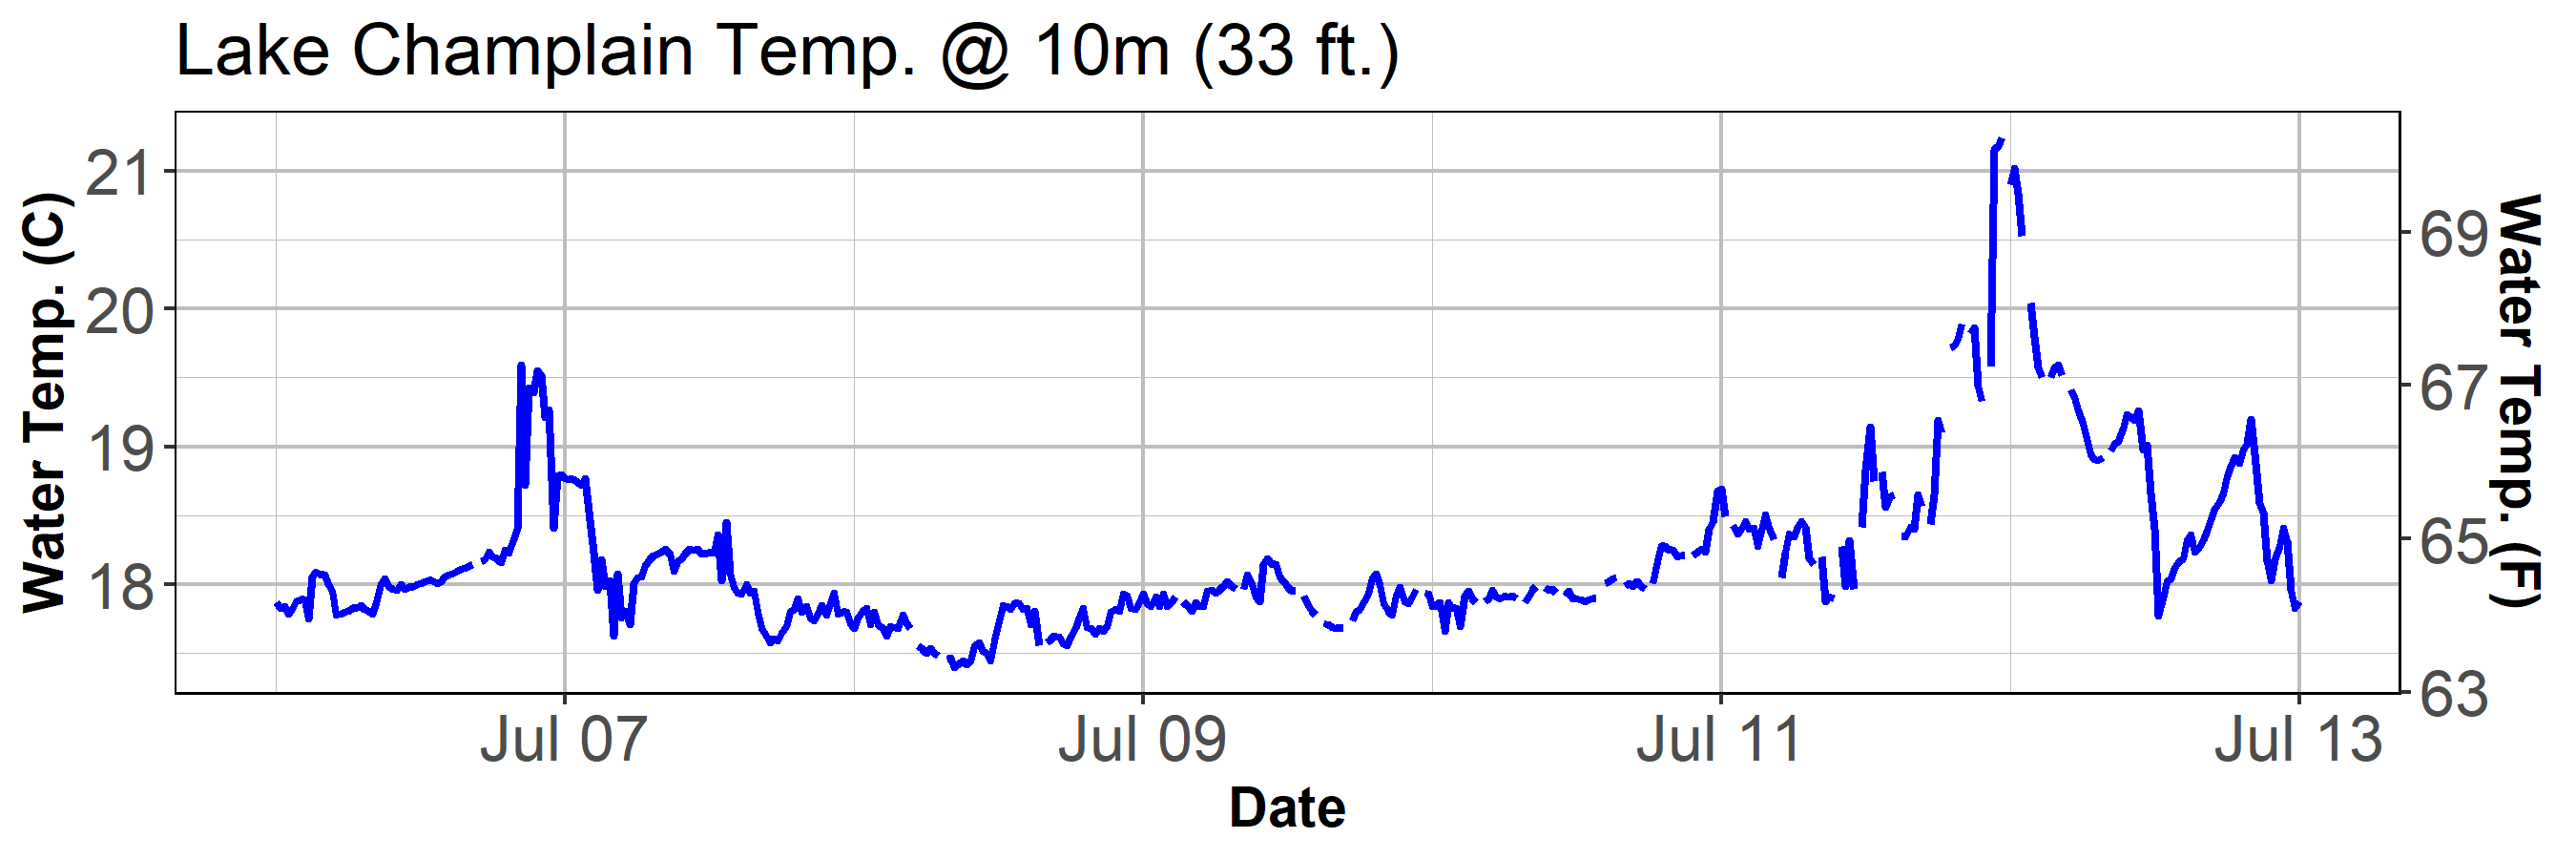 Lake Champlain Temp. @ 10m (33 ft.)
Water Temp. (C)
21
20
19
18
69
67
65
63
Water Temp. (F)
Jul 07 Jul 09 Jul 11 Jul 13
Date